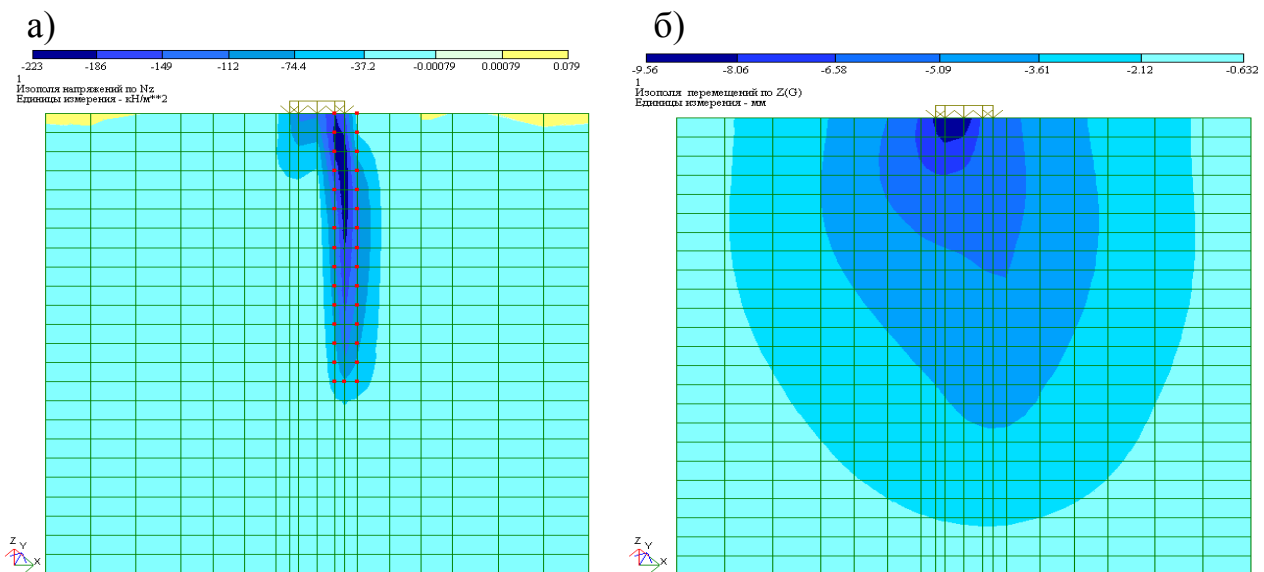 а)
-223 -186 -149 -112 -74.4 -37.2 -0.00079 0.00079 0.079
1
Изополя напряжений по Nz
Единицы измерения - кН/м**2
Z Y X
б)
-9.56 -8.06 -6.58 -5.09 -3.61 -2.12 -0.632
1
Изополя перемещений по Z(G)
Единицы измерения - мм
Z Y X